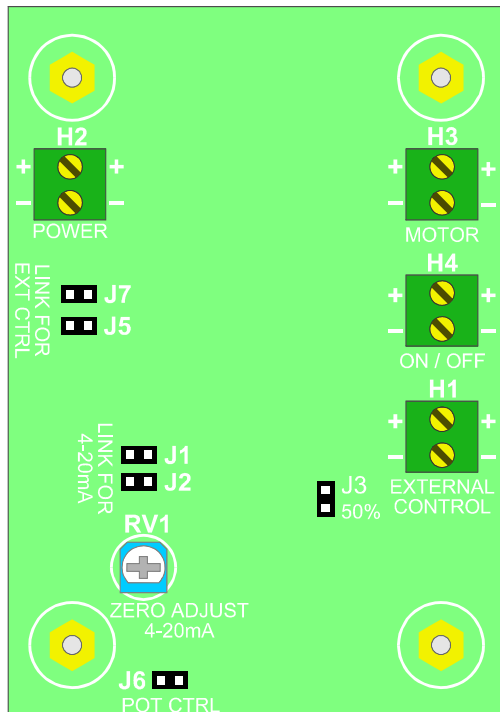 H2
+ +
− −
POWER
H3
+ +
− −
MOTOR
LINK FOR
EXT CTRL
J7
J5
H4
+ +
− −
ON / OFF
H1
+ +
− −
EXTERNAL
CONTROL
LINK FOR
4-20mA
J1
J2
J3
50%
RV1
ZERO ADJUST
4-20mA
J6
POT CTRL